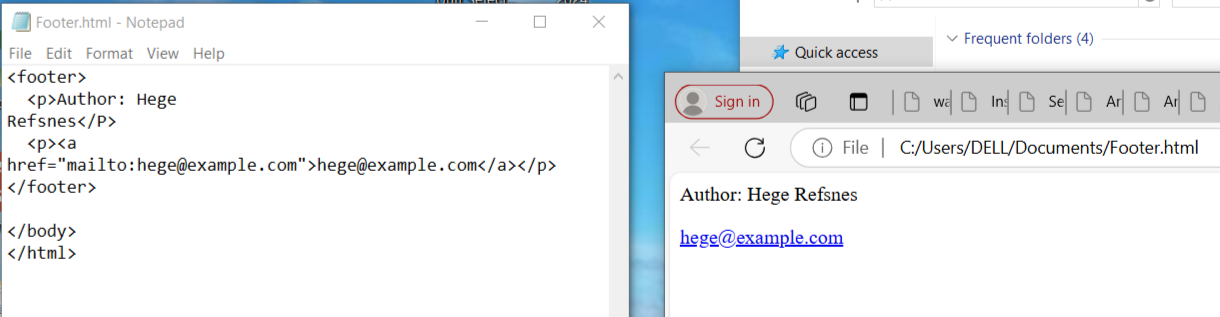 2024
Footer.html - Notepad
File Edit Format View Help
<footer>
<p>Author: Hege
Refsnes</P>
<p><a
href="mailto:hege@example.com">hege@example.com</a></p>
</footer>
</body>
</html>
Quick access
Frequent folders (4)
Sign in
wa
Ins
Se
Ar
Ar
File
C:/Users/DELL/Documents/Footer.html
Author: Hege Refsnes
hege@example.com